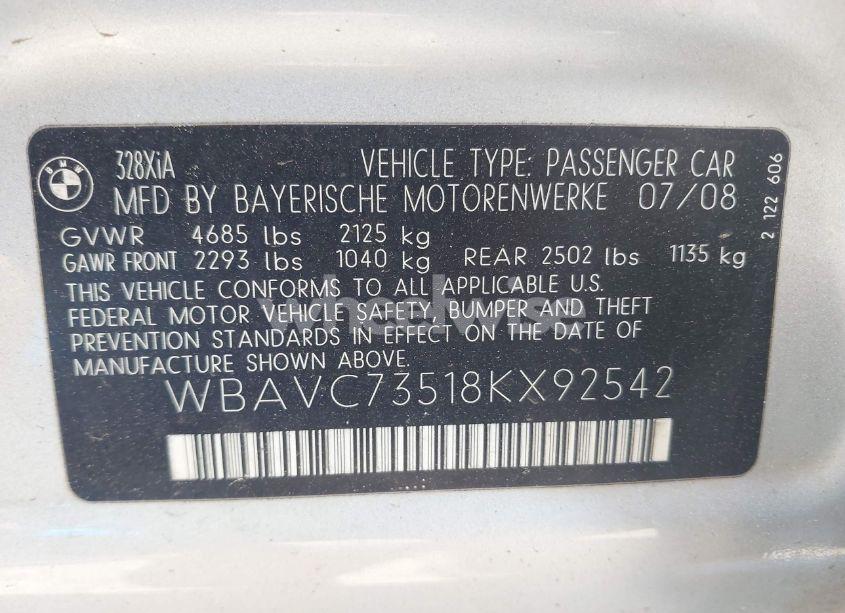 BMW
328XiA VEHICLE TYPE: PASSENGER CAR
MFD BY BAYERISCHE MOTORENWERKE 07/08
GVWR 4685 lbs 2125 kg
GAWR FRONT 2293 lbs 1040 kg REAR 2502 lbs 1135 kg
THIS VEHICLE CONFORMS TO ALL APPLICABLE U.S.
FEDERAL MOTOR VEHICLE SAFETY, BUMPER AND THEFT
PREVENTION STANDARDS IN EFFECT ON THE DATE OF
MANUFACTURE SHOWN ABOVE.
WBAVC73518KX92542
2 122 606
wheelwise